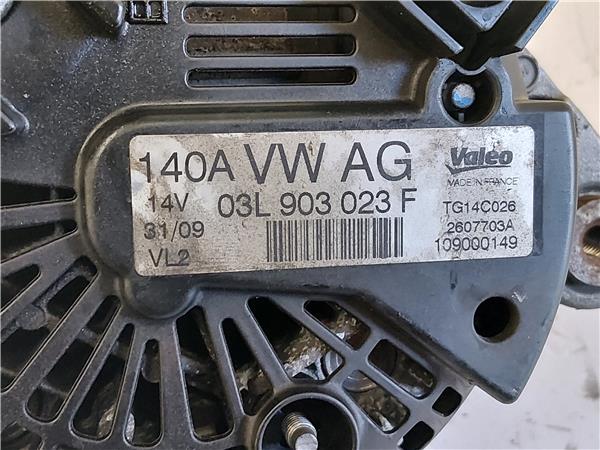 140A VW AG
Valeo
MADE IN FRANCE
14V 03L 903 023 F
TG14C026
31/09
2607703A
VL2
109000149